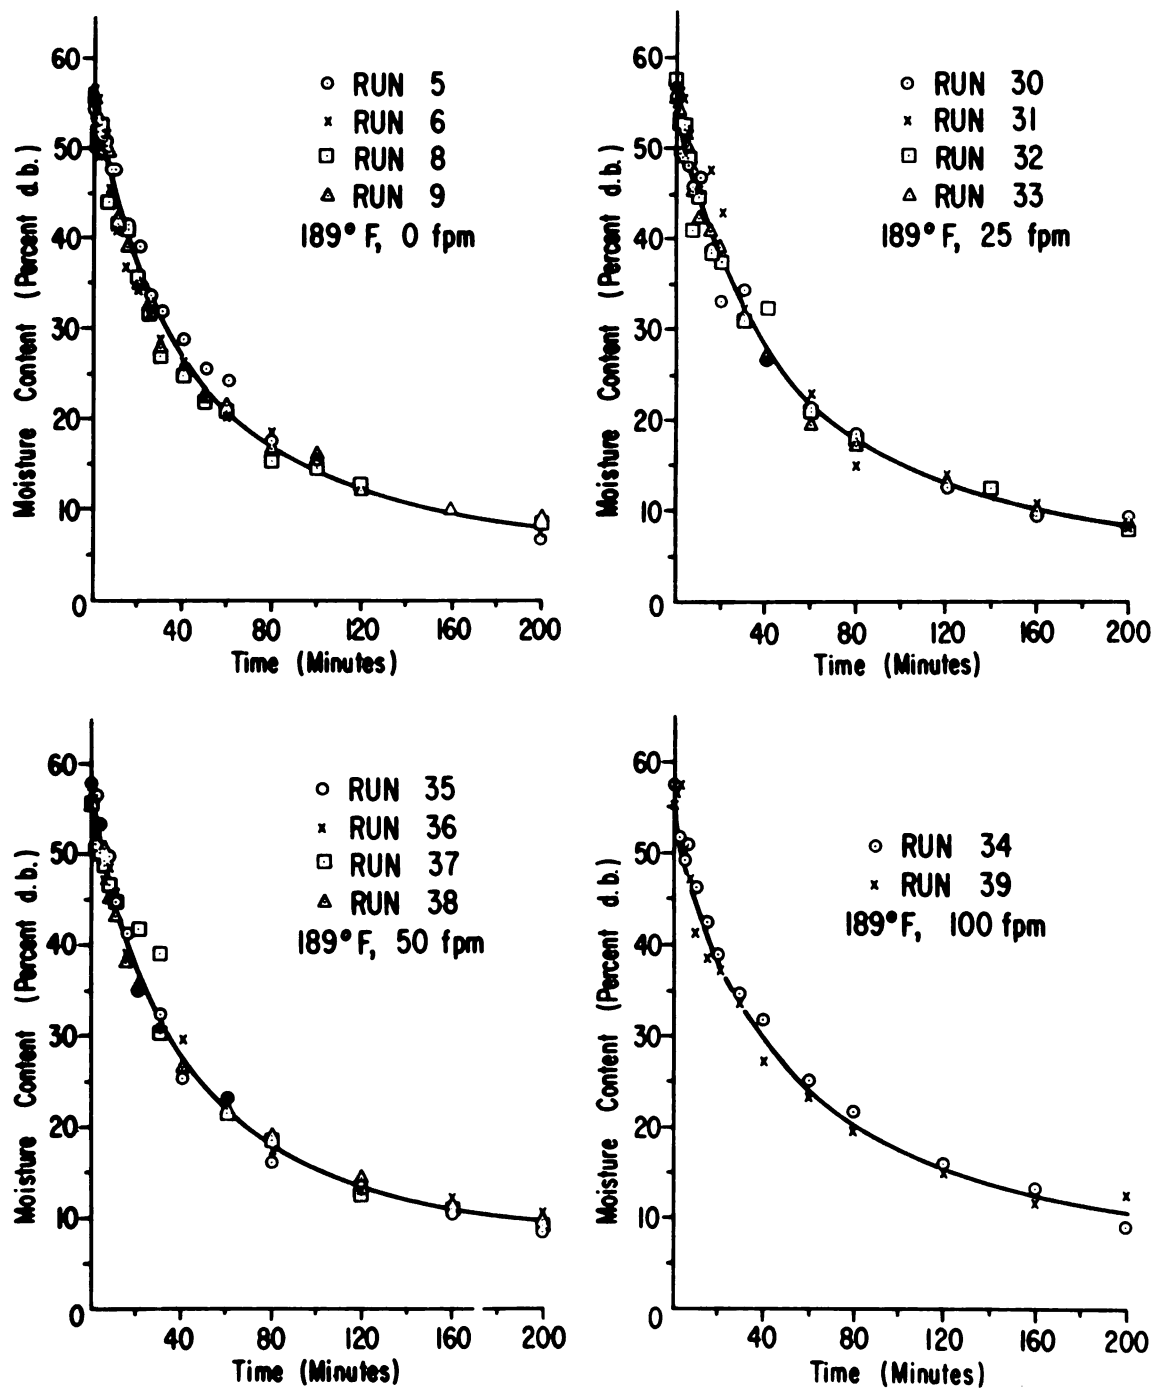 60
50
40
30
20
10
0
Moisture Content (Percent d.b.)
RUN 5
RUN 6
RUN 8
RUN 9
189° F, 0 fpm
40 80 120 160 200
Time (Minutes)
60
50
40
30
20
10
0
Moisture Content (Percent d.b.)
RUN 30
RUN 31
RUN 32
RUN 33
189° F, 25 fpm
40 80 120 160 200
Time (Minutes)
60
50
40
30
20
10
0
Moisture Content (Percent d.b.)
RUN 35
RUN 36
RUN 37
RUN 38
189° F, 50 fpm
40 80 120 160 200
Time (Minutes)
60
50
40
30
20
10
0
Moisture Content (Percent d.b.)
RUN 34
RUN 39
189° F, 100 fpm
40 80 120 160 200
Time (Minutes)